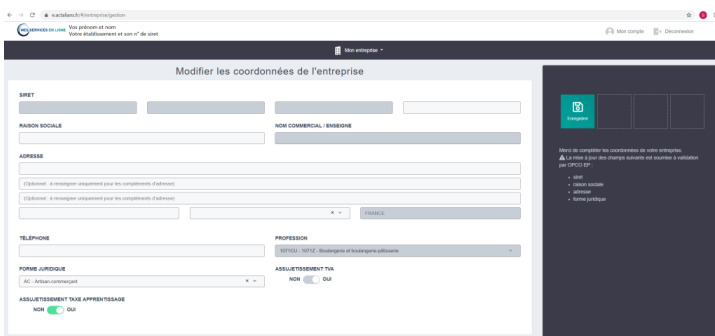 e.actalians.fr/#/entreprise/gestion
MES SERVICES EN LIGNE
Vos prénom et nom
Votre établissement et son n° de siret
Mon compte
Déconnexion
Mon entreprise
Modifier les coordonnées de l'entreprise
SIRET
RAISON SOCIALE
NOM COMMERCIAL / ENSEIGNE
ADRESSE
(Optionnel : à renseigner uniquement pour les compléments d'adresse)
(Optionnel : à renseigner uniquement pour les compléments d'adresse)
FRANCE
TÉLÉPHONE
PROFESSION
1071CU - 1071Z - Boulangerie et boulangerie pâtisserie
FORME JURIDIQUE
ASSUJETISSEMENT TVA
AC - Artisan commerçant
NON
OUI
ASSUJETISSEMENT TAXE APPRENTISSAGE
NON
OUI
Enregistrer
Merci de compléter les coordonnées de votre entreprise.
La mise à jour des champs suivants est soumise à validation
par OPCO EP :
siret
raison sociale
adresse
forme juridique